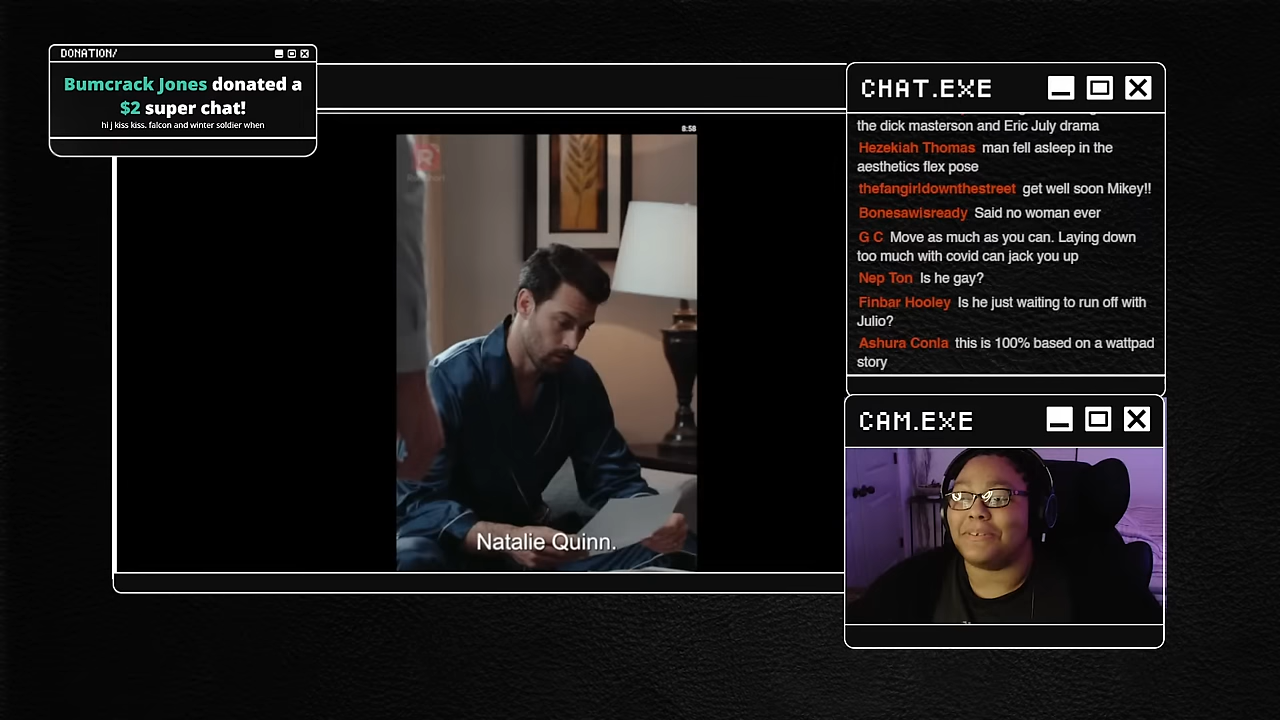 DONATION/
Bumcrack Jones donated a
$2 super chat!
hi j kiss kiss. falcon and winter soldier when
8:58
R
Natalie Quinn.
CHAT.EXE
the dick masterson and Eric July drama
Hezekiah Thomas man fell asleep in the
aesthetics flex pose
thefangirldownthestreet get well soon Mikey!!
Bonesawisready Said no woman ever
G C Move as much as you can. Laying down
too much with covid can jack you up
Nep Ton Is he gay?
Finbar Hooley Is he just waiting to run off with
Julio?
Ashura Conla this is 100% based on a wattpad
story
CAM.EXE